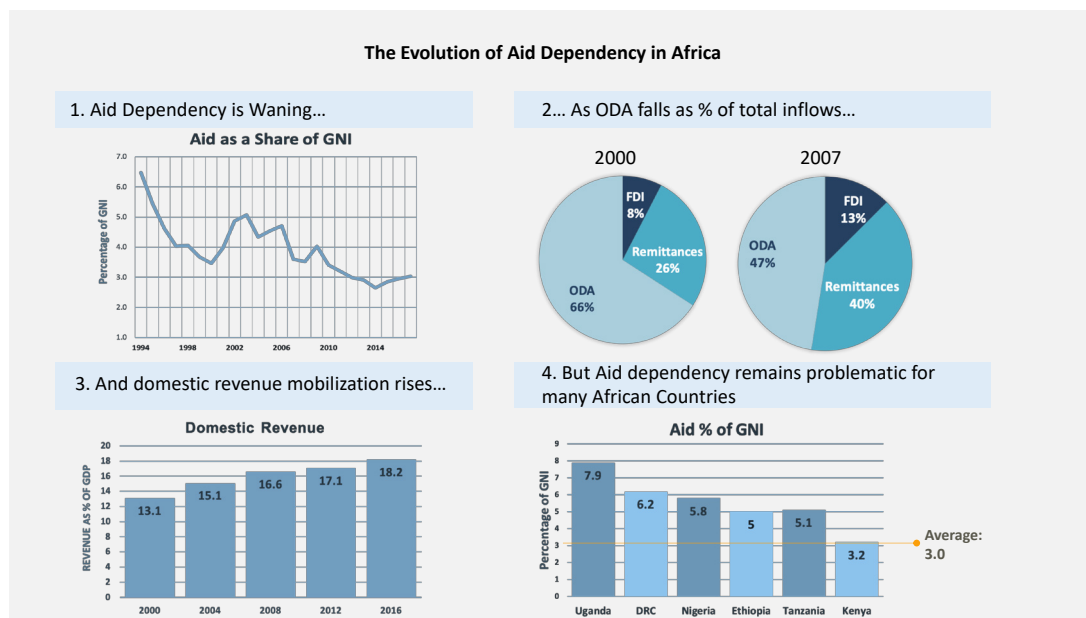 The Evolution of Aid Dependency in Africa
1. Aid Dependency is Waning…
Aid as a Share of GNI
Percentage of GNI
7.0
6.0
5.0
4.0
3.0
2.0
1.0
1994 1998 2002 2006 2010 2014
2… As ODA falls as % of total inflows…
2000
FDI
8%
Remittances
26%
ODA
66%
2007
FDI
13%
ODA
47%
Remittances
40%
3. And domestic revenue mobilization rises…
Domestic Revenue
REVENUE AS % OF GDP
20
18
16
14
12
10
8
6
4
2
0
13.1
15.1
16.6
17.1
18.2
2000 2004 2008 2012 2016
4. But Aid dependency remains problematic for
many African Countries
Aid % of GNI
Percentage of GNI
9
8
7
6
5
4
3
2
1
0
7.9
6.2
5.8
5
5.1
3.2
Uganda DRC Nigeria Ethiopia Tanzania Kenya
Average:
3.0